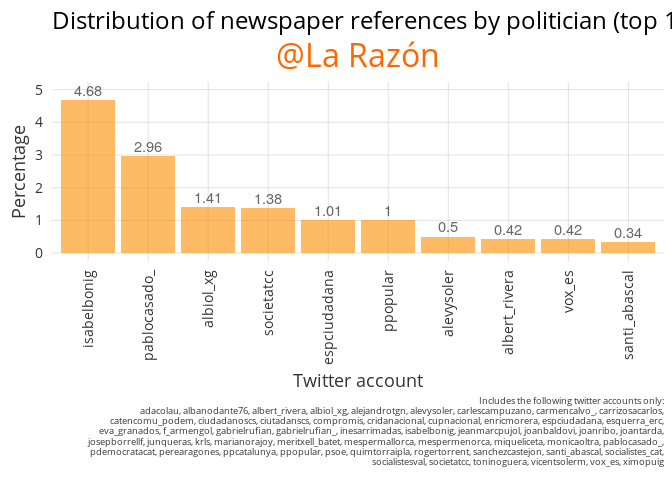 Distribution of newspaper references by politician (top 1
@La Razón
Percentage
5
4
3
2
1
0
4.68
2.96
1.41
1.38
1.01
1
0.5
0.42
0.42
0.34
isabelbonig
pablocasado_
albiol_xg
societatcc
espciudadana
ppopular
alevysoler
albert_rivera
vox_es
santi_abascal
Twitter account
Includes the following twitter accounts only:
adacolau, albanodante76, albert_rivera, albiol_xg, alejandrotgn, alevysoler, carlescampuzano, carmencalvo_, carrizosacarlos,
catencomu_podem, ciudadanoscs, ciutadanscs, compromis, cridanacional, cupnacional, enricmorera, espciudadana, esquerra_erc,
eva_granados, f_armengol, gabrielrufian, gabrielrufian_, inesarrimadas, isabelbonig, jeanmarcpujol, joanbaldovi, joanribo, joantarda,
josepborrellf, junqueras, krls, marianorajoy, meritxell_batet, mespermallorca, mespermenorca, miqueliceta, monicaoltra, pablocasado_,
pdemocratacat, perearagones, ppcatalunya, ppopular, psoe, quimtorraipla, rogertorrent, sanchezcastejon, santi_abascal, socialistes_cat,
socialistesval, societatcc, toninoguera, vicentsolerm, vox_es, ximopuig